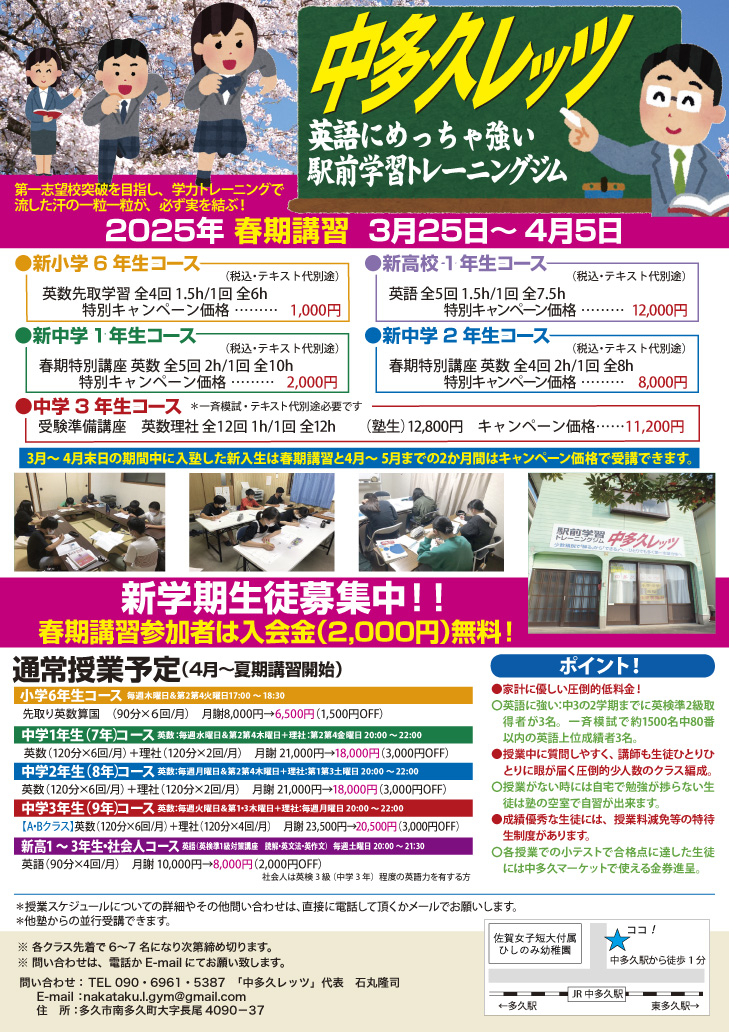 中多久レッツ
英語にめっちゃ強い
駅前学習トレーニングジム
第一志望校突破を目指し、学力トレーニングで
流した汗の一粒一粒が、必ず実を結ぶ!
2025年 春期講習 3月25日～4月5日
●新小学6年生コース
(税込・テキスト代別途)
英数先取学習 全4回 1.5h/1回 全6h
特別キャンペーン価格 ……… 1,000円
●新高校1年生コース
(税込・テキスト代別途)
英語 全5回 1.5h/1回 全7.5h
特別キャンペーン価格 ……… 12,000円
●新中学1年生コース
(税込・テキスト代別途)
春期特別講座 英数 全5回 2h/1回 全10h
特別キャンペーン価格 ……… 2,000円
●新中学2年生コース
(税込・テキスト代別途)
春期特別講座 英数 全4回 2h/1回 全8h
特別キャンペーン価格 ……… 8,000円
●中学3年生コース ＊一斉模試・テキスト代別途必要です
受験準備講座 英数理社 全12回 1h/1回 全12h (塾生)12,800円 キャンペーン価格……11,200円
3月～4月末日の期間中に入塾した新入生は春期講習と4月～5月までの2か月間はキャンペーン価格で受講できます。
駅前学習
トレーニングジム
中多久レッツ
新学期生徒募集中!!
春期講習参加者は入会金(2,000円)無料!
通常授業予定(4月～夏期講習開始)
小学6年生コース 毎週木曜日&第2第4火曜日17:00～18:30
先取り英数算国 (90分×6回/月) 月謝8,000円→6,500円(1,500円OFF)
中学1年生(7年)コース 英数:毎週水曜日&第2第4木曜日+理社:第2第4金曜日 20:00～22:00
英数(120分×6回/月)+理社(120分×2回/月) 月謝 21,000円→18,000円(3,000円OFF)
中学2年生(8年)コース 英数:毎週月曜日&第2第4木曜日+理社:第1第3土曜日 20:00～22:00
英数(120分×6回/月)+理社(120分×2回/月) 月謝 21,000円→18,000円(3,000円OFF)
中学3年生(9年)コース 英数:毎週火曜日&第1・3木曜日+理社:毎週月曜日 20:00～22:00
【A・Bクラス】英数(120分×6回/月)+理社(120分×4回/月) 月謝 23,500円→20,500円(3,000円OFF)
新高1～3年生・社会人コース 英語(英検準1級対策講座 読解・英文法・英作文) 毎週土曜日 20:00～21:30
英語(90分×4回/月) 月謝 10,000円→8,000円(2,000円OFF)
社会人は英検3級(中学3年)程度の英語力を有する方
ポイント!
●家計に優しい圧倒的低料金!
○英語に強い:中3の2学期までに英検準2級取
得者が3名。一斉模試で約1500名中80番
以内の英語上位成績者3名。
●授業中に質問しやすく、講師も生徒ひとりひ
とりに眼が届く圧倒的少人数のクラス編成。
○授業がない時には自宅で勉強が捗らない生
徒は塾の空室で自習が出来ます。
●成績優秀な生徒には、授業料減免等の特待
生制度があります。
○各授業での小テストで合格点に達した生徒
には中多久マーケットで使える金券進呈。
＊授業スケジュールについての詳細やその他問い合わせは、直接に電話して頂くかメールでお願いします。
＊他塾からの並行受講できます。
※ 各クラス先着で6～7名になり次第締め切ります。
※ 問い合わせは、電話かE-mailにてお願い致します。
問い合わせ:TEL 090・6961・5387 「中多久レッツ」代表 石丸隆司
E-mail:nakataku.l.gym@gmail.com
住 所:多久市南多久町大字長尾4090－37
佐賀女子短大付属
ひしのみ幼稚園
ココ!
中多久駅から徒歩1分
JR 中多久駅
←多久駅
東多久駅→